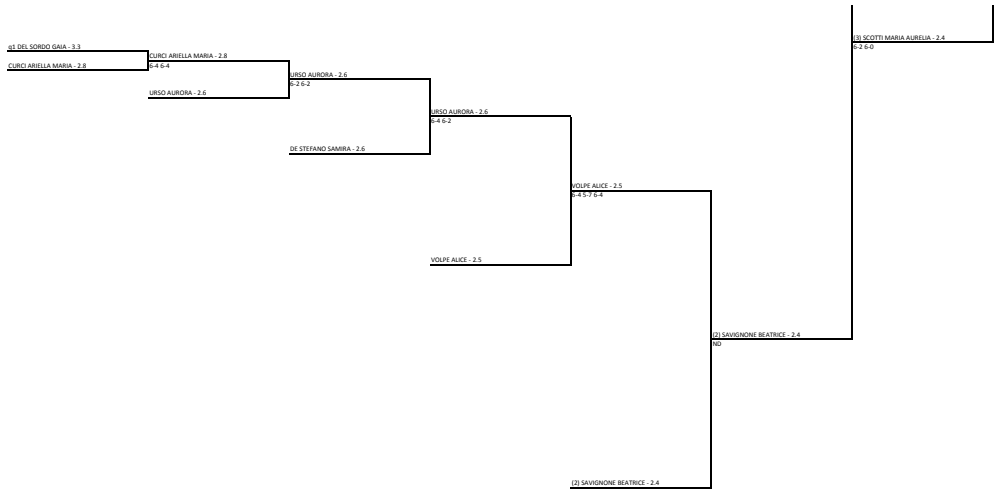 (3) SCOTTI MARIA AURELIA - 2.4
6-2 6-0
q1 DEL SORDO GAIA - 3.3
CURCI ARIELLA MARIA - 2.8
6-4 6-4
CURCI ARIELLA MARIA - 2.8
URSO AURORA - 2.6
6-2 6-2
URSO AURORA - 2.6
URSO AURORA - 2.6
6-4 6-2
DE STEFANO SAMIRA - 2.6
VOLPE ALICE - 2.5
6-4 5-7 6-4
VOLPE ALICE - 2.5
(2) SAVIGNONE BEATRICE - 2.4
ND
(2) SAVIGNONE BEATRICE - 2.4